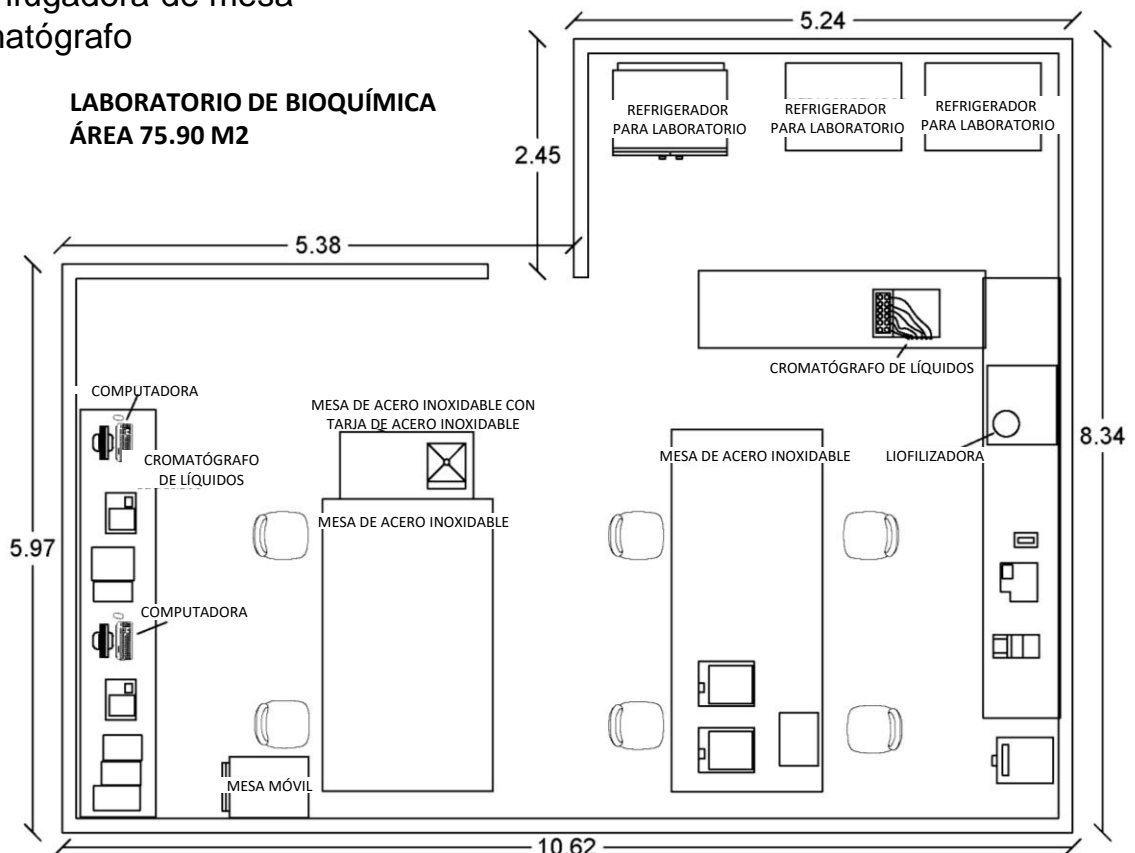 LABORATORIO DE BIOQUÍMICA
ÁREA 75.90 M2
5.24
REFRIGERADOR
PARA LABORATORIO
REFRIGERADOR
PARA LABORATORIO
REFRIGERADOR
PARA LABORATORIO
2.45
5.38
CROMATÓGRAFO DE LÍQUIDOS
COMPUTADORA
MESA DE ACERO INOXIDABLE CON
TARJA DE ACERO INOXIDABLE
8.34
CROMATÓGRAFO
DE LÍQUIDOS
MESA DE ACERO INOXIDABLE
LIOFILIZADORA
MESA DE ACERO INOXIDABLE
5.97
COMPUTADORA
MESA MÓVIL
10.62